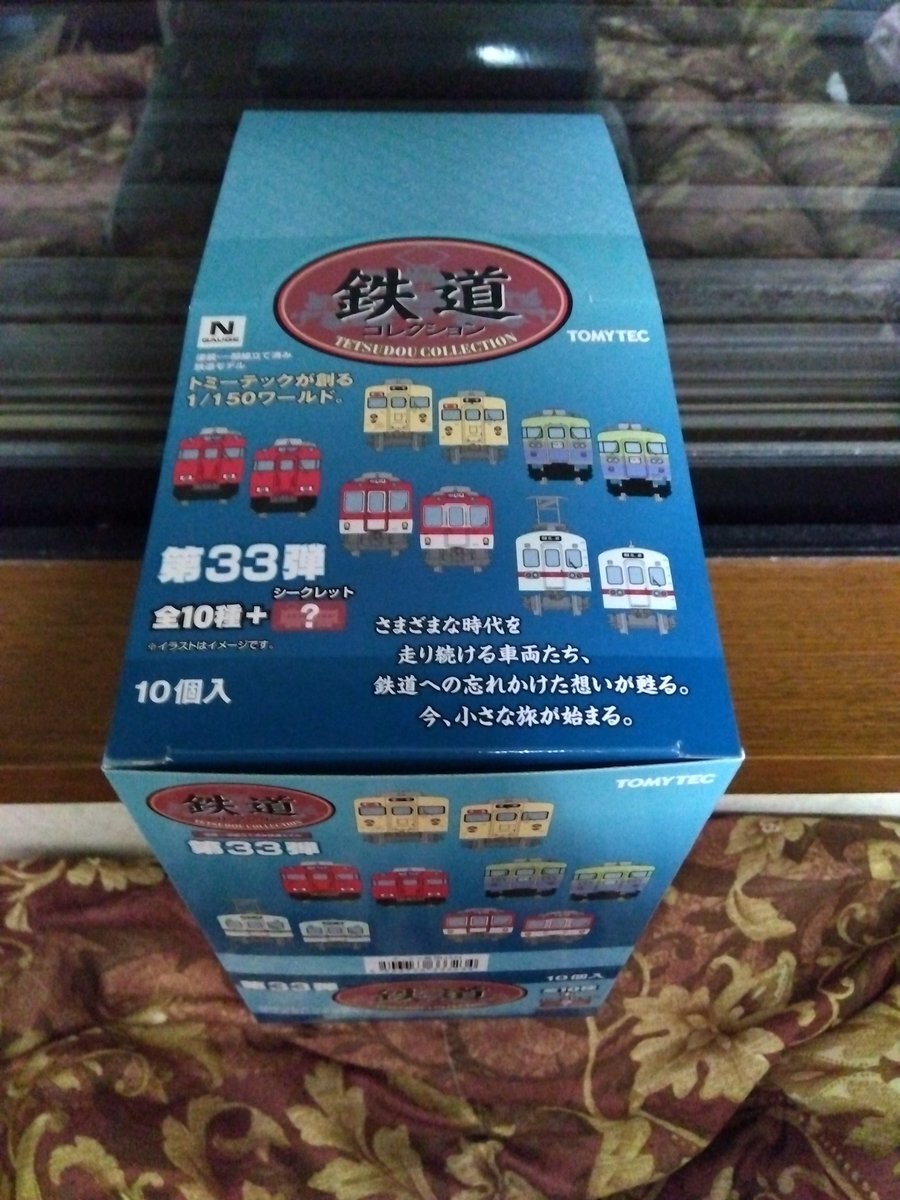 鉄道
コレクション
TETSUDOU COLLECTION
TOMYTEC
N
GAUGE
塗装・一部組立て済み
鉄道モデル
トミーテックが創る
1/150ワールド。
第33弾
シークレット
全10種+?
※イラストはイメージです。
10個入
さまざまな時代を
走り続ける車両たち、
鉄道への忘れかけた想いが甦る。
今、小さな旅が始まる。
TOMYTEC
鉄道
TETSUDOU COLLECTION
第33弾
第33弾
鉄道
10個入